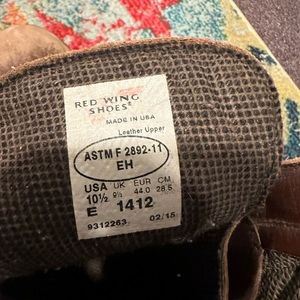 RED WING
SHOES®
MADE IN USA
Leather Upper
ASTM F 2892-11
EH
USA UK EUR CM
10½ 9½ 44.0 28.5
E 1412
9312263 02/15